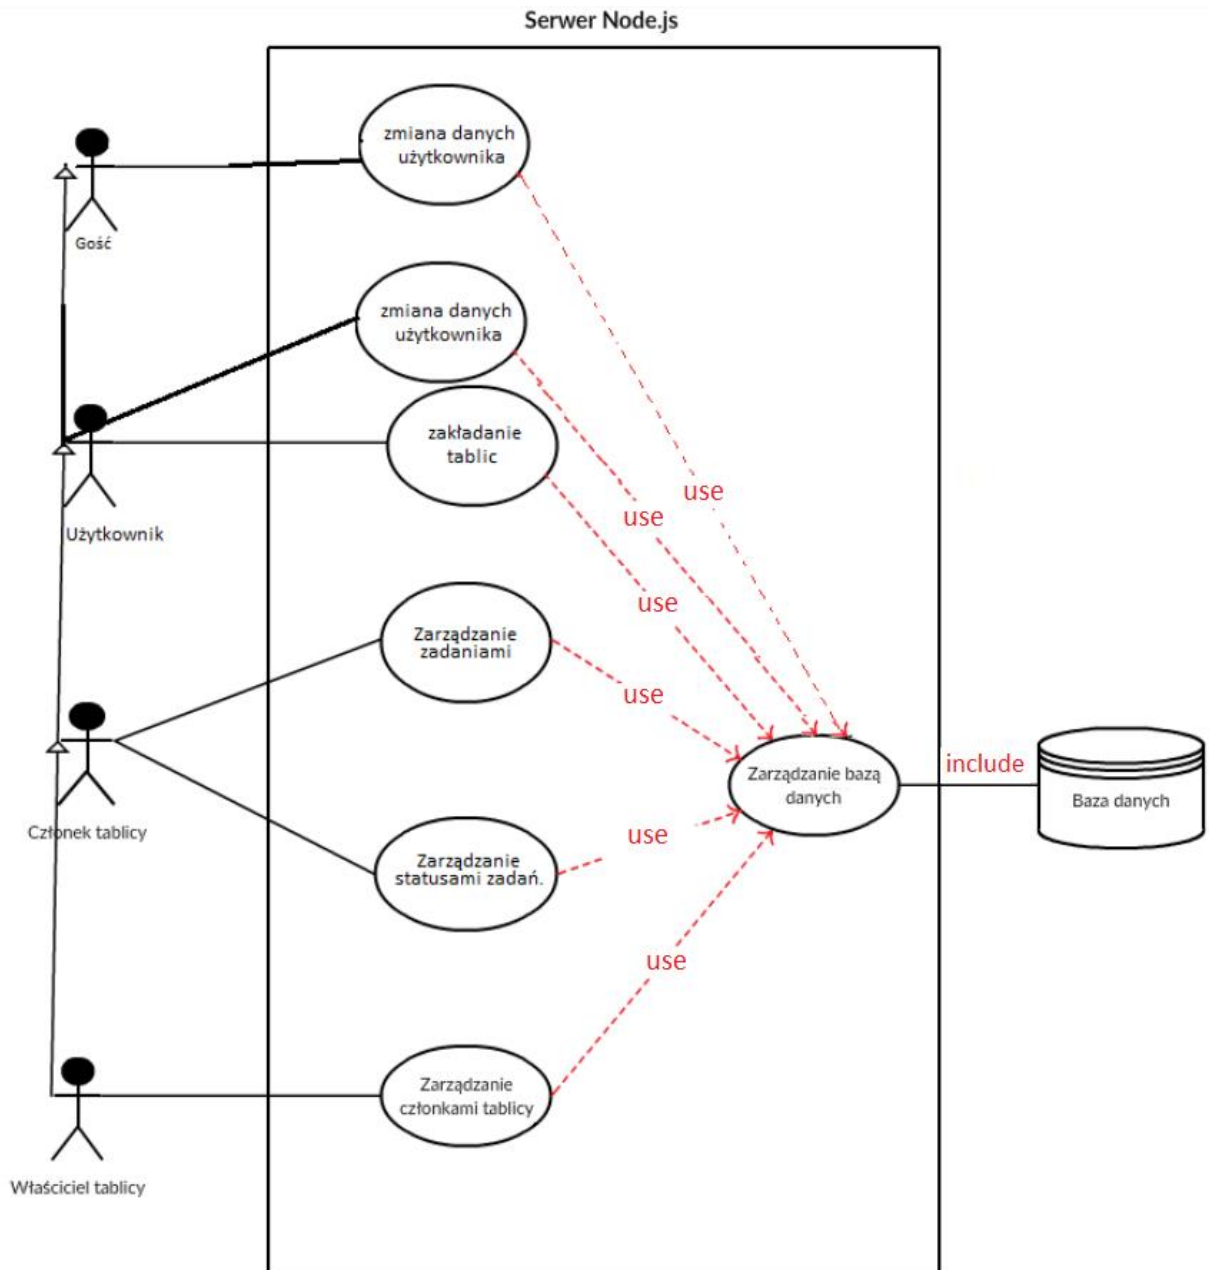 Serwer Node.js
zmiana danych
użytkownika
Gość
zmiana danych
użytkownika
zakładanie
tablic
use
use
Użytkownik
use
Zarządzanie
zadaniami
use
Zarządzanie bazą
danych
include
Baza danych
Członek tablicy
use
Zarządzanie
statusami zadań.
use
Zarządzanie
członkami tablicy
Właściciel tablicy